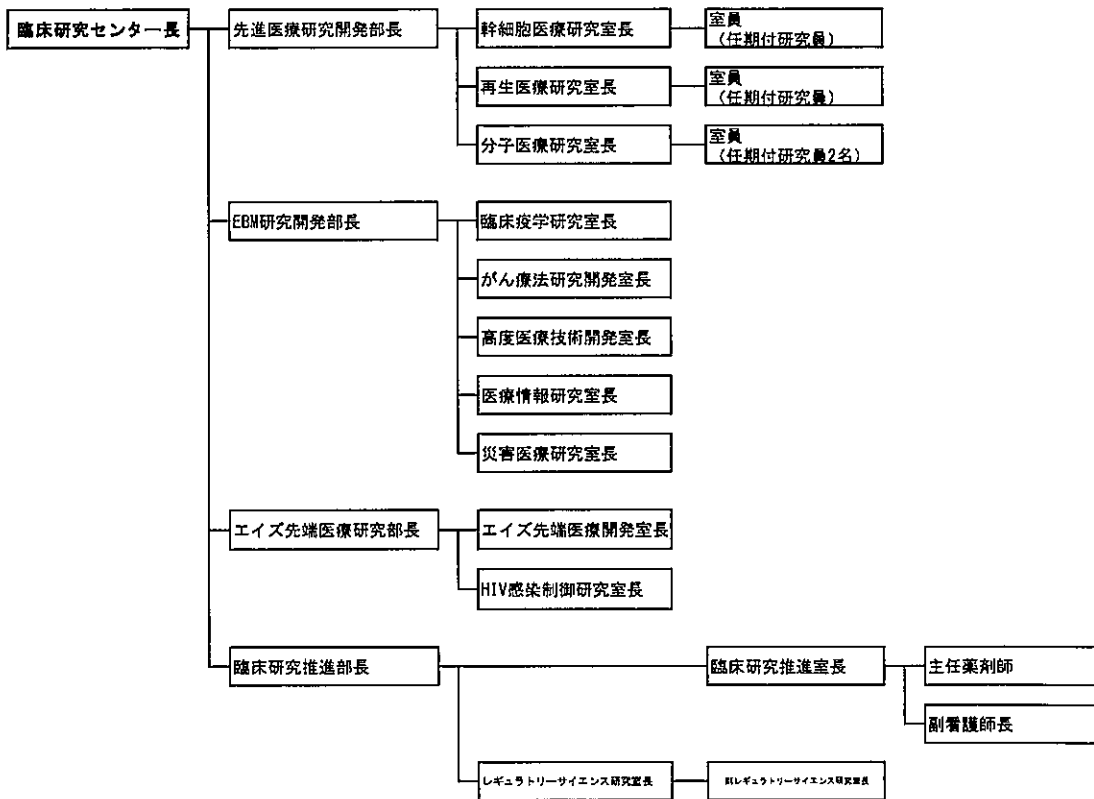 臨床研究センター長
先進医療研究開発部長
幹細胞医療研究室長
室員
(任期付研究員)
再生医療研究室長
室員
(任期付研究員)
分子医療研究室長
室員
(任期付研究員2名)
EBM研究開発部長
臨床疫学研究室長
がん療法研究開発室長
高度医療技術開発室長
医療情報研究室長
災害医療研究室長
エイズ先端医療研究部長
エイズ先端医療開発室長
HIV感染制御研究室長
臨床研究推進部長
臨床研究推進室長
主任薬剤師
副看護師長
レギュラトリーサイエンス研究室長
レギュラトリーサイエンス研究室長